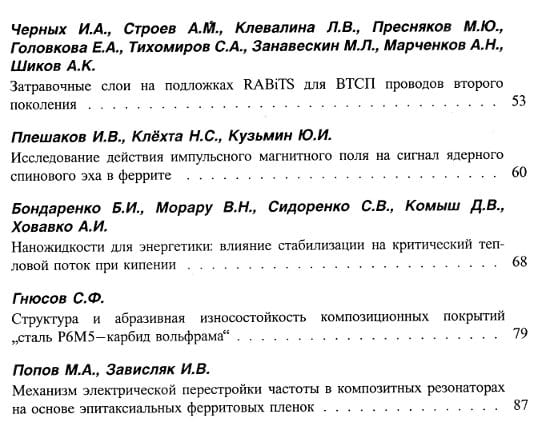 Черных И.А., Строев А.М., Клевалина Л.В., Пресняков М.Ю.,
Головкова Е.А., Тихомиров С.А., Занавескин М.Л., Марченков А.Н.,
Шиков А.К.
Затравочные слои на подложках RABiTS для ВТСП проводов второго
поколения . . . . . . . . . . . . . . . . . . . . . . . . . . . . . 53
Плешаков И.В., Клёхта Н.С., Кузьмин Ю.И.
Исследование действия импульсного магнитного поля на сигнал ядерного
спинового эха в феррите . . . . . . . . . . . . . . . . . . . . . . 60
Бондаренко Б.И., Морару В.Н., Сидоренко С.В., Комыш Д.В.,
Ховавко А.И.
Наножидкости для энергетики: влияние стабилизации на критический теп-
ловой поток при кипении . . . . . . . . . . . . . . . . . . . . . . 68
Гнюсов С.Ф.
Структура и абразивная износостойкость композиционных покрытий
„сталь Р6М5–карбид вольфрама“ . . . . . . . . . . . . . . . . . . 79
Попов М.А., Зависляк И.В.
Механизм электрической перестройки частоты в композитных резонаторах
на основе эпитаксиальных ферритовых пленок . . . . . . . . . . . . 87